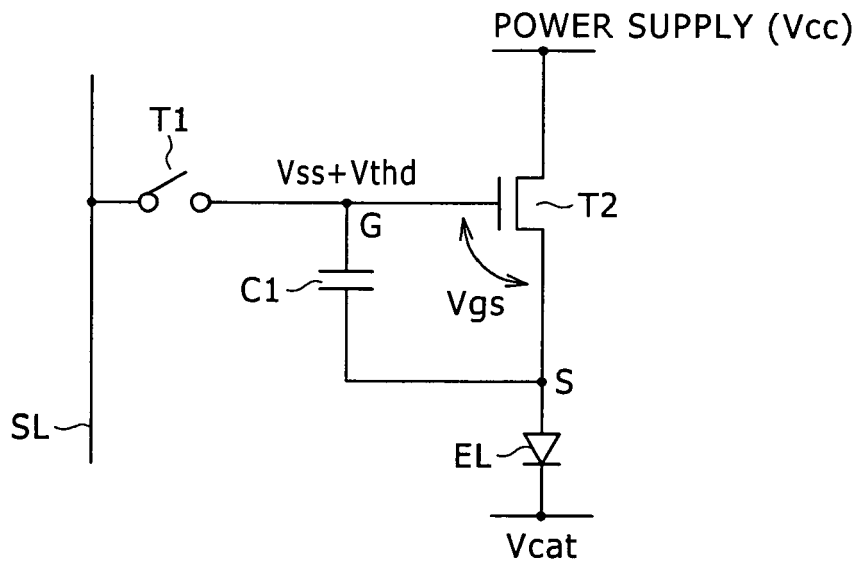 POWER SUPPLY (Vcc)
T1
Vss+Vthd
G
T2
C1
Vgs
S
SL
EL
Vcat